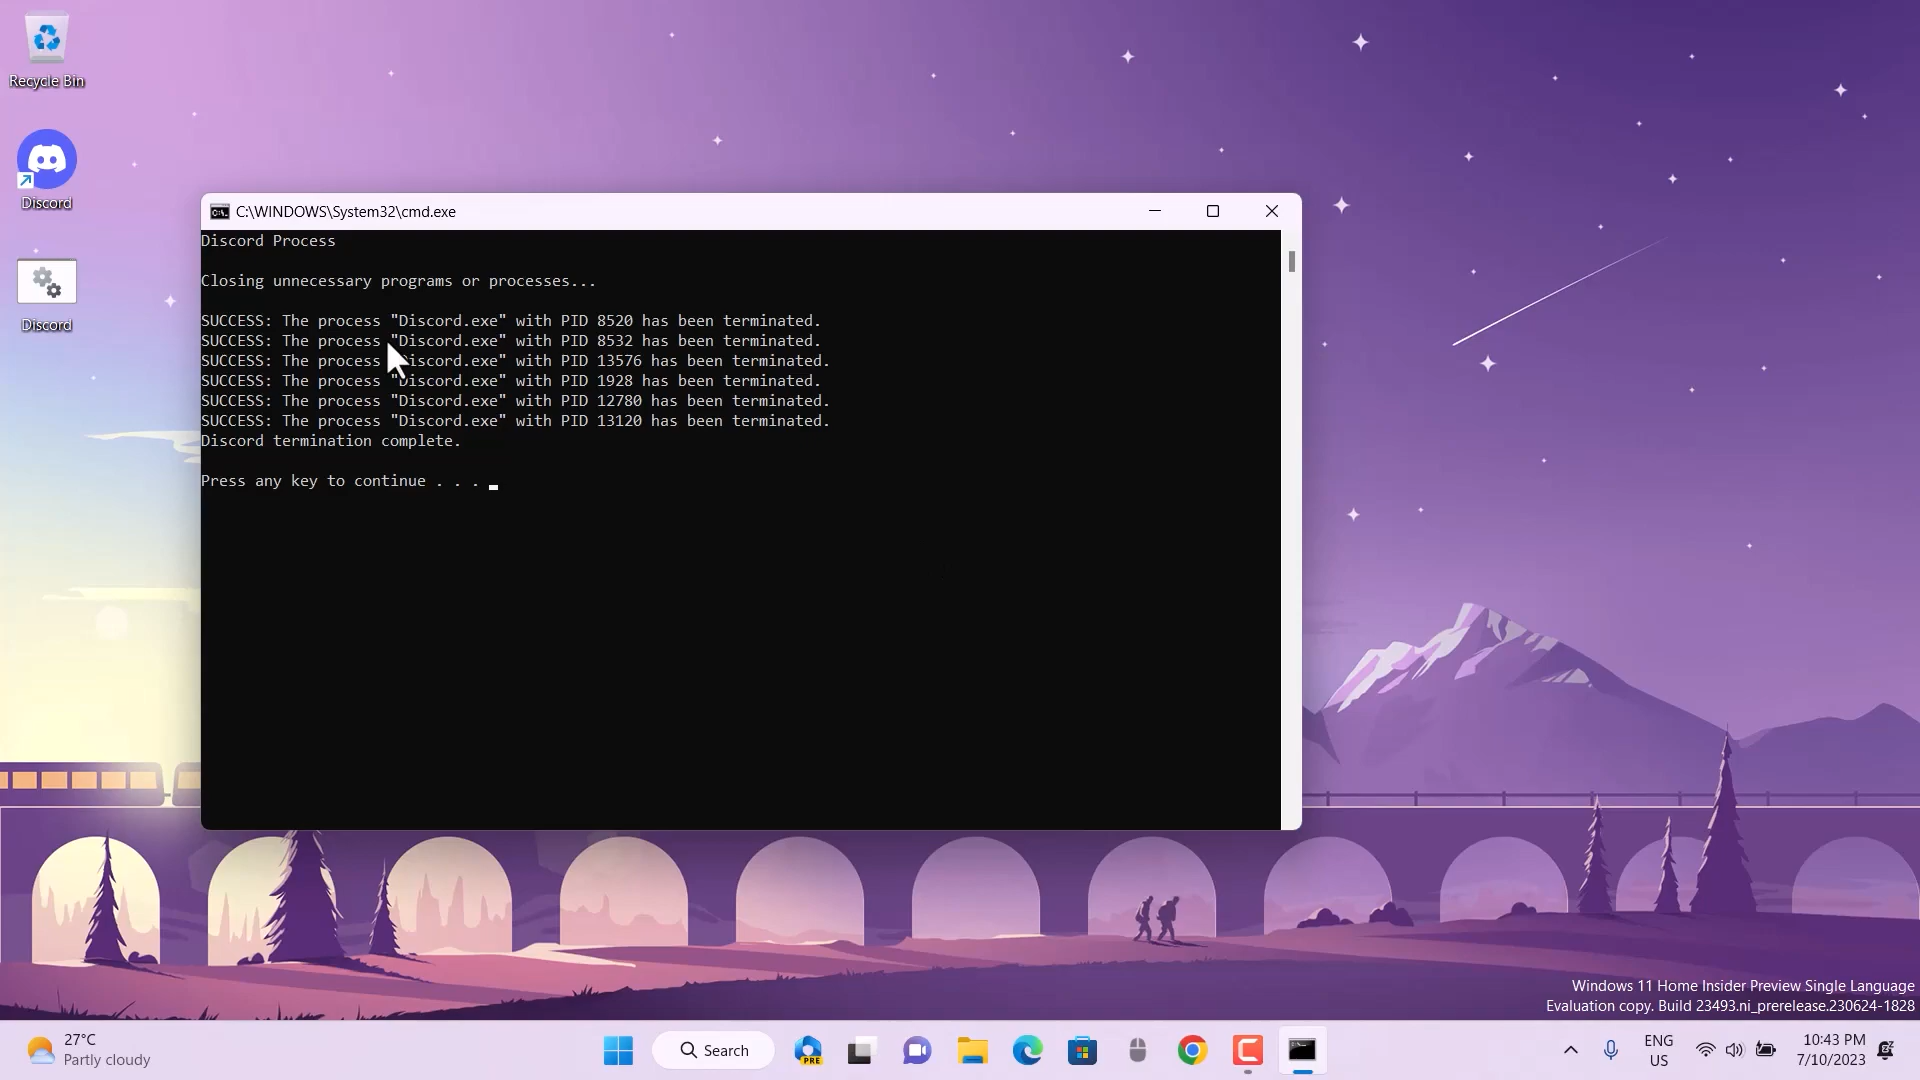 Recycle Bin
Discord
Discord
C:\WINDOWS\System32\cmd.exe
Discord Process
Closing unnecessary programs or processes...
SUCCESS: The process "Discord.exe" with PID 8520 has been terminated.
SUCCESS: The process "Discord.exe" with PID 8532 has been terminated.
SUCCESS: The process "Discord.exe" with PID 13576 has been terminated.
SUCCESS: The process "Discord.exe" with PID 1928 has been terminated.
SUCCESS: The process "Discord.exe" with PID 12780 has been terminated.
SUCCESS: The process "Discord.exe" with PID 13120 has been terminated.
Discord termination complete.
Press any key to continue . . .
Windows 11 Home Insider Preview Single Language
Evaluation copy. Build 23493.ni_prerelease.230624-1828
27°C
Partly cloudy
Search
PRE
ENG
US
10:43 PM
7/10/2023